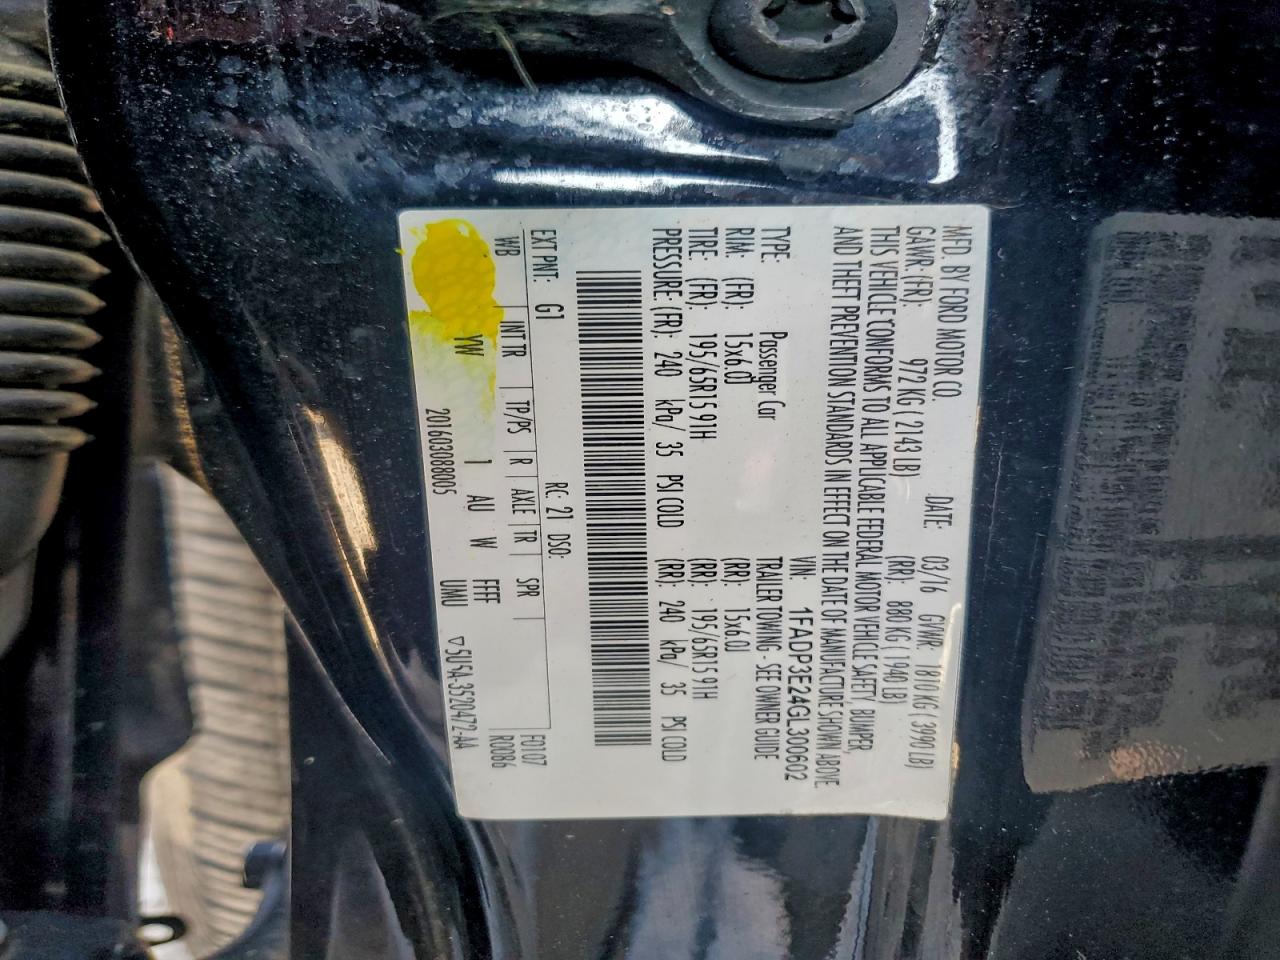 MFD. BY FORD MOTOR CO. DATE: 03/16 GVWR: 1810 KG ( 3990 LB)
GAWR: (FR): 972 KG ( 2143 LB) (RR): 880 KG ( 1940 LB)
THIS VEHICLE CONFORMS TO ALL APPLICABLE FEDERAL MOTOR VEHICLE SAFETY BUMPER,
AND THEFT PREVENTION STANDARDS IN EFFECT ON THE DATE OF MANUFACTURE SHOWN ABOVE.
VIN: 1FADP3E24GL300602
TYPE: Passenger Car TRAILER TOWING - SEE OWNER GUIDE
RIM: (FR): 15x6.0J (RR): 15x6.0J
TIRE: (FR): 195/65R15 91H (RR): 195/65R15 91H
PRESSURE: (FR): 240 kPa/ 35 PSI COLD (RR): 240 kPa/ 35 PSI COLD
EXT PNT: G1 RC: 21 DSO: F0107
WB INT TR TP/PS R AXLE TR SPR R0086
YW 1 AU W FFFF
20160308005 UNU ▽5U5A-3520472-AA